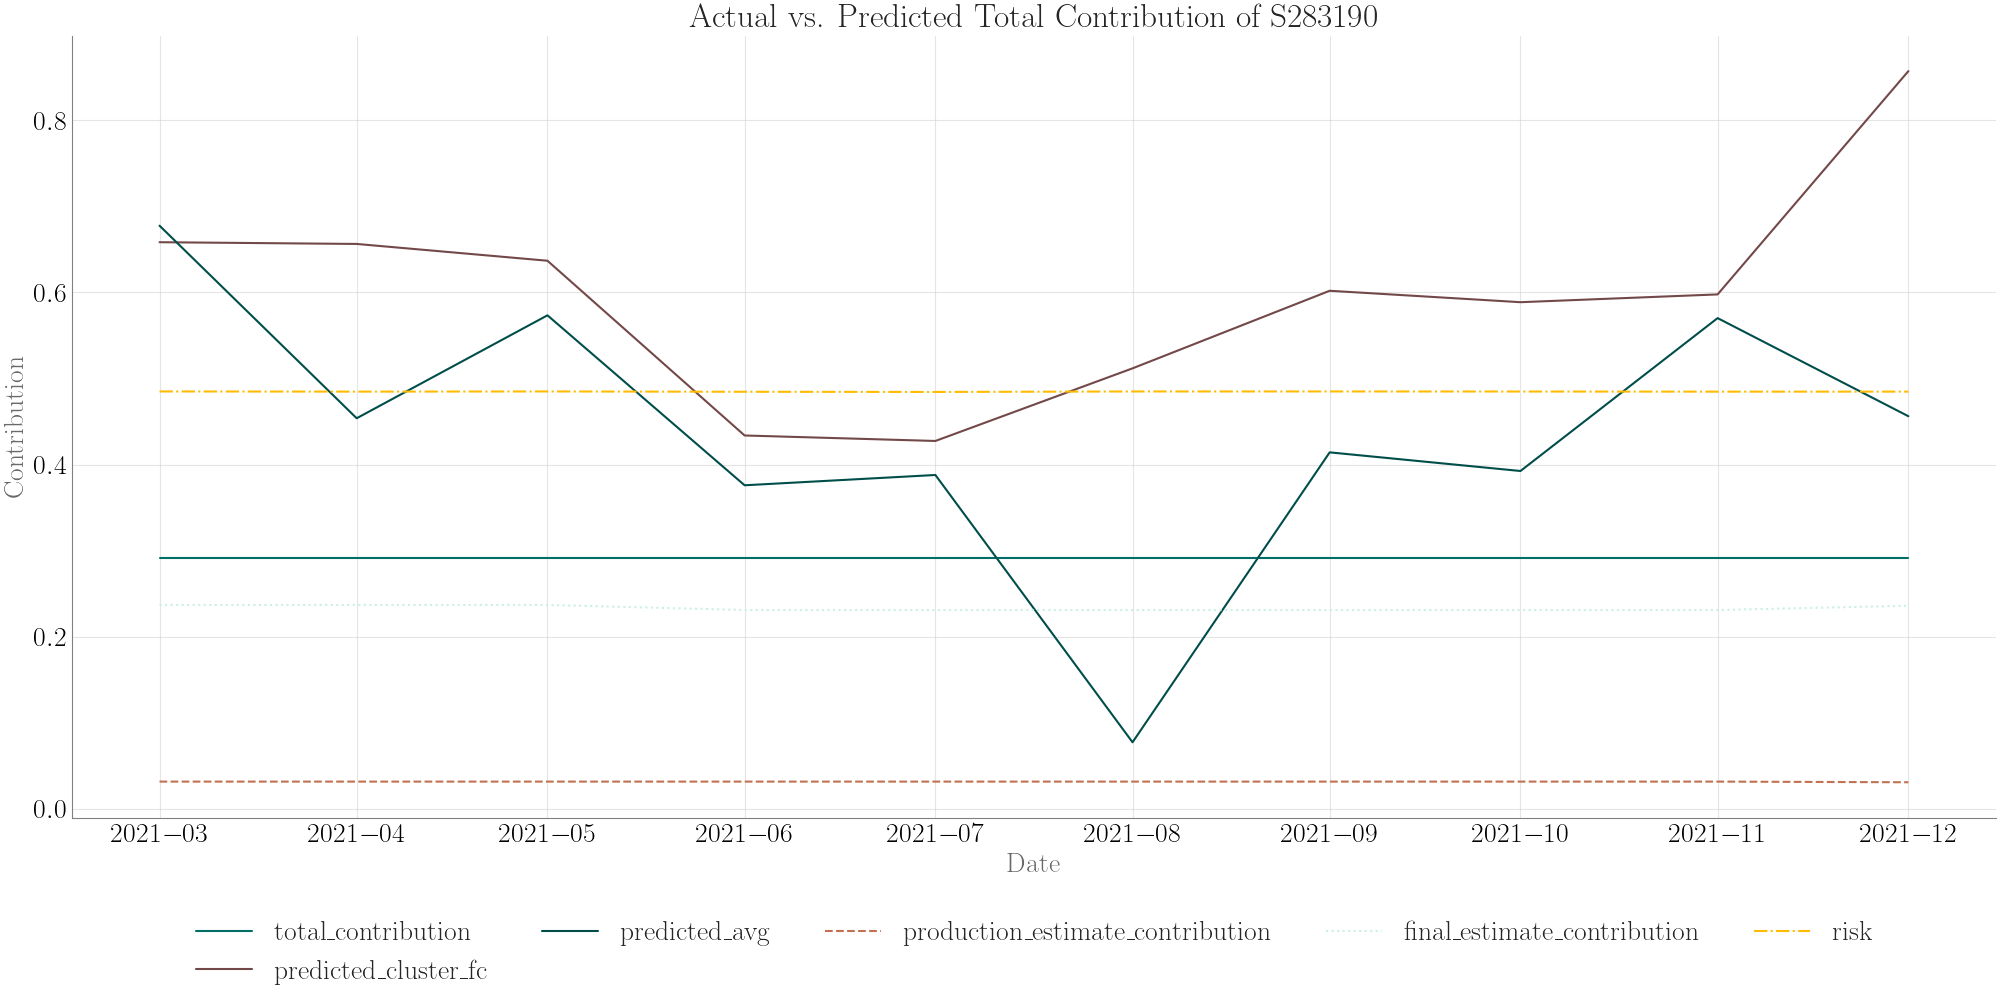 Actual vs. Predicted Total Contribution of S283190
Contribution
0.8
0.6
0.4
0.2
0.0
2021−03 2021−04 2021−05 2021−06 2021−07 2021−08 2021−09 2021−10 2021−11 2021−12
Date
total_contribution predicted_avg production_estimate_contribution final_estimate_contribution risk
predicted_cluster_fc